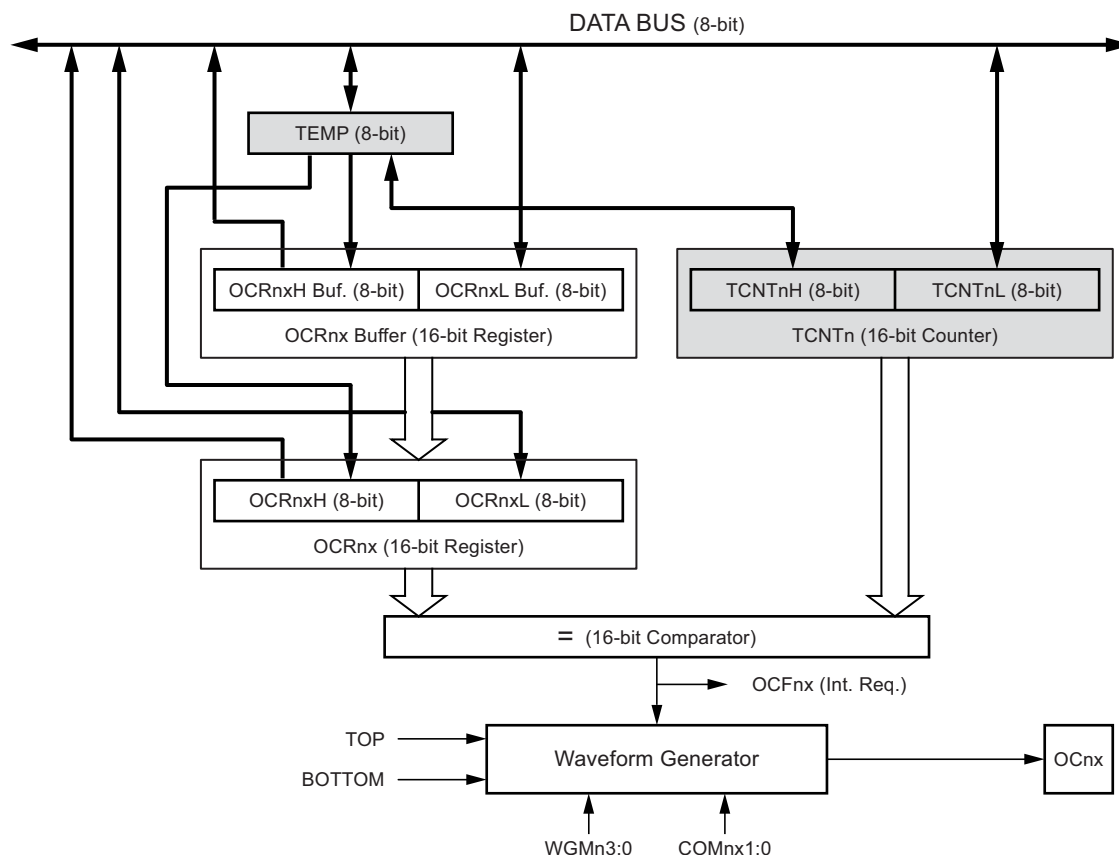 DATA BUS (8-bit)
TEMP (8-bit)
OCRnxH Buf. (8-bit)
OCRnxL Buf. (8-bit)
TCNTnH (8-bit)
TCNTnL (8-bit)
OCRnx Buffer (16-bit Register)
TCNTn (16-bit Counter)
OCRnxH (8-bit)
OCRnxL (8-bit)
OCRnx (16-bit Register)
= (16-bit Comparator)
OCFnx (Int. Req.)
TOP
BOTTOM
Waveform Generator
OCnx
WGMn3:0
COMnx1:0